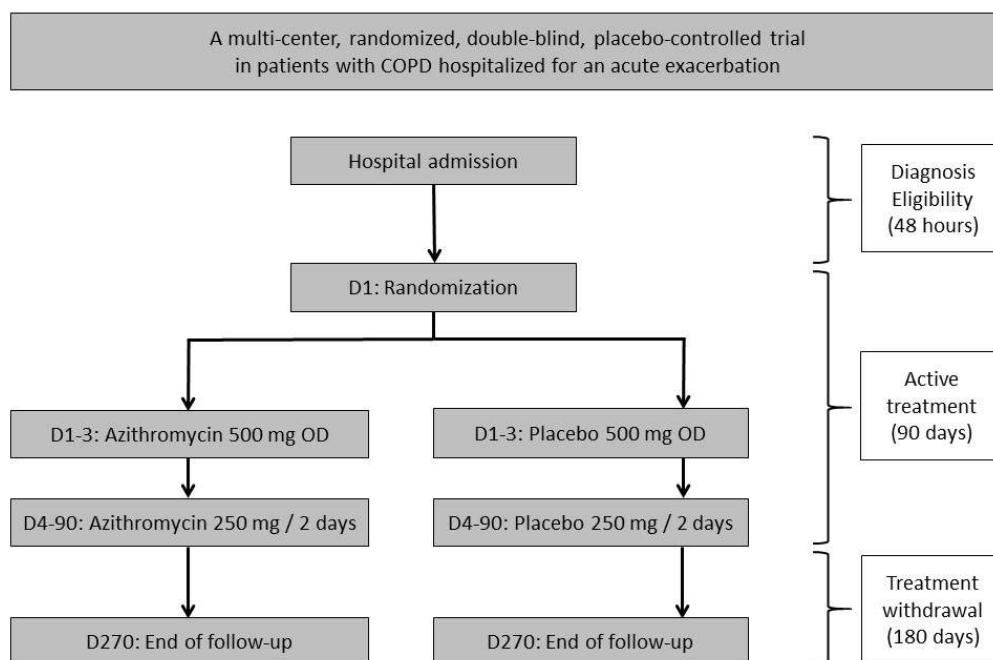 A multi-center, randomized, double-blind, placebo-controlled trial
in patients with COPD hospitalized for an acute exacerbation
Hospital admission
Diagnosis
Eligibility
(48 hours)
D1: Randomization
Active
treatment
(90 days)
D1-3: Azithromycin 500 mg OD
D1-3: Placebo 500 mg OD
D4-90: Azithromycin 250 mg / 2 days
D4-90: Placebo 250 mg / 2 days
Treatment
withdrawal
(180 days)
D270: End of follow-up
D270: End of follow-up